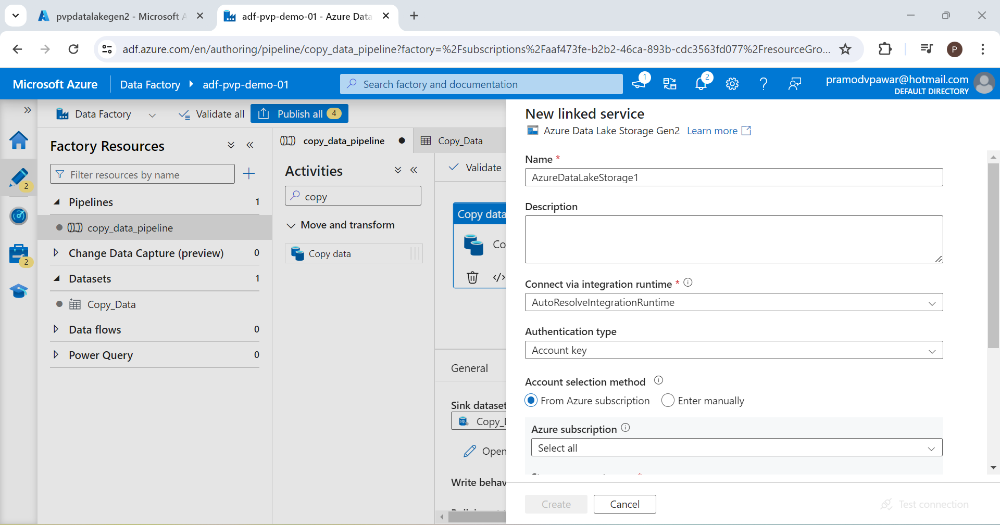 pvpdatalakegen2 - Microsoft A
adf-pvp-demo-01 - Azure Data
adf.azure.com/en/authoring/pipeline/copy_data_pipeline?factory=%2Fsubscriptions%2Faaf473fe-b2b2-46ca-893b-cdc3563fd077%2FresourceGro...
P
Microsoft Azure
Data Factory
adf-pvp-demo-01
Search factory and documentation
1
2
pramodvpawar@hotmail.com
DEFAULT DIRECTORY
Data Factory
Validate all
Publish all
4
2
2
Factory Resources
Filter resources by name
Pipelines
1
copy_data_pipeline
Change Data Capture (preview)
0
Datasets
1
Copy_Data
Data flows
0
Power Query
0
copy_data_pipeline
Copy_Data
Activities
copy
Move and transform
Copy data
Validate
Copy data
Co
General
Sink dataset
SQL
Copy_D
Open
Write behav
New linked service
Azure Data Lake Storage Gen2
Learn more
Name *
AzureDataLakeStorage1
Description
Connect via integration runtime *
AutoResolveIntegrationRuntime
Authentication type
Account key
Account selection method
From Azure subscription
Enter manually
Azure subscription
Select all
Create
Cancel
Test connection